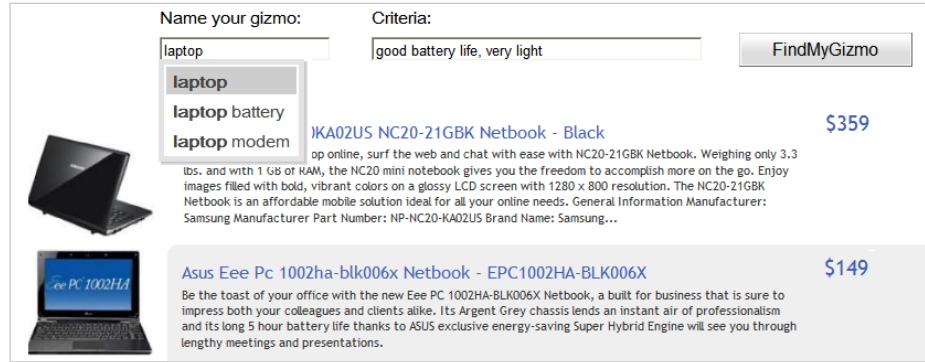 Name your gizmo: Criteria:
laptop good battery life, very light FindMyGizmo
laptop
laptop battery
laptop modem
KA02US NC20-21GBK Netbook - Black $359
op online, surf the web and chat with ease with NC20-21GBK Netbook. Weighing only 3.3
lbs. and with 1 GB of RAM, the NC20 mini notebook gives you the freedom to accomplish more on the go. Enjoy
images filled with bold, vibrant colors on a glossy LCD screen with 1280 x 800 resolution. The NC20-21GBK
Netbook is an affordable mobile solution ideal for all your online needs. General Information Manufacturer:
Samsung Manufacturer Part Number: NP-NC20-KA02US Brand Name: Samsung...
Eee PC 1002HA
Asus Eee Pc 1002ha-blk006x Netbook - EPC1002HA-BLK006X $149
Be the toast of your office with the new Eee PC 1002HA-BLK006X Netbook, a built for business that is sure to
impress both your colleagues and clients alike. Its Argent Grey chassis lends an instant air of professionalism
and its long 5 hour battery life thanks to ASUS exclusive energy-saving Super Hybrid Engine will see you through
lengthy meetings and presentations.